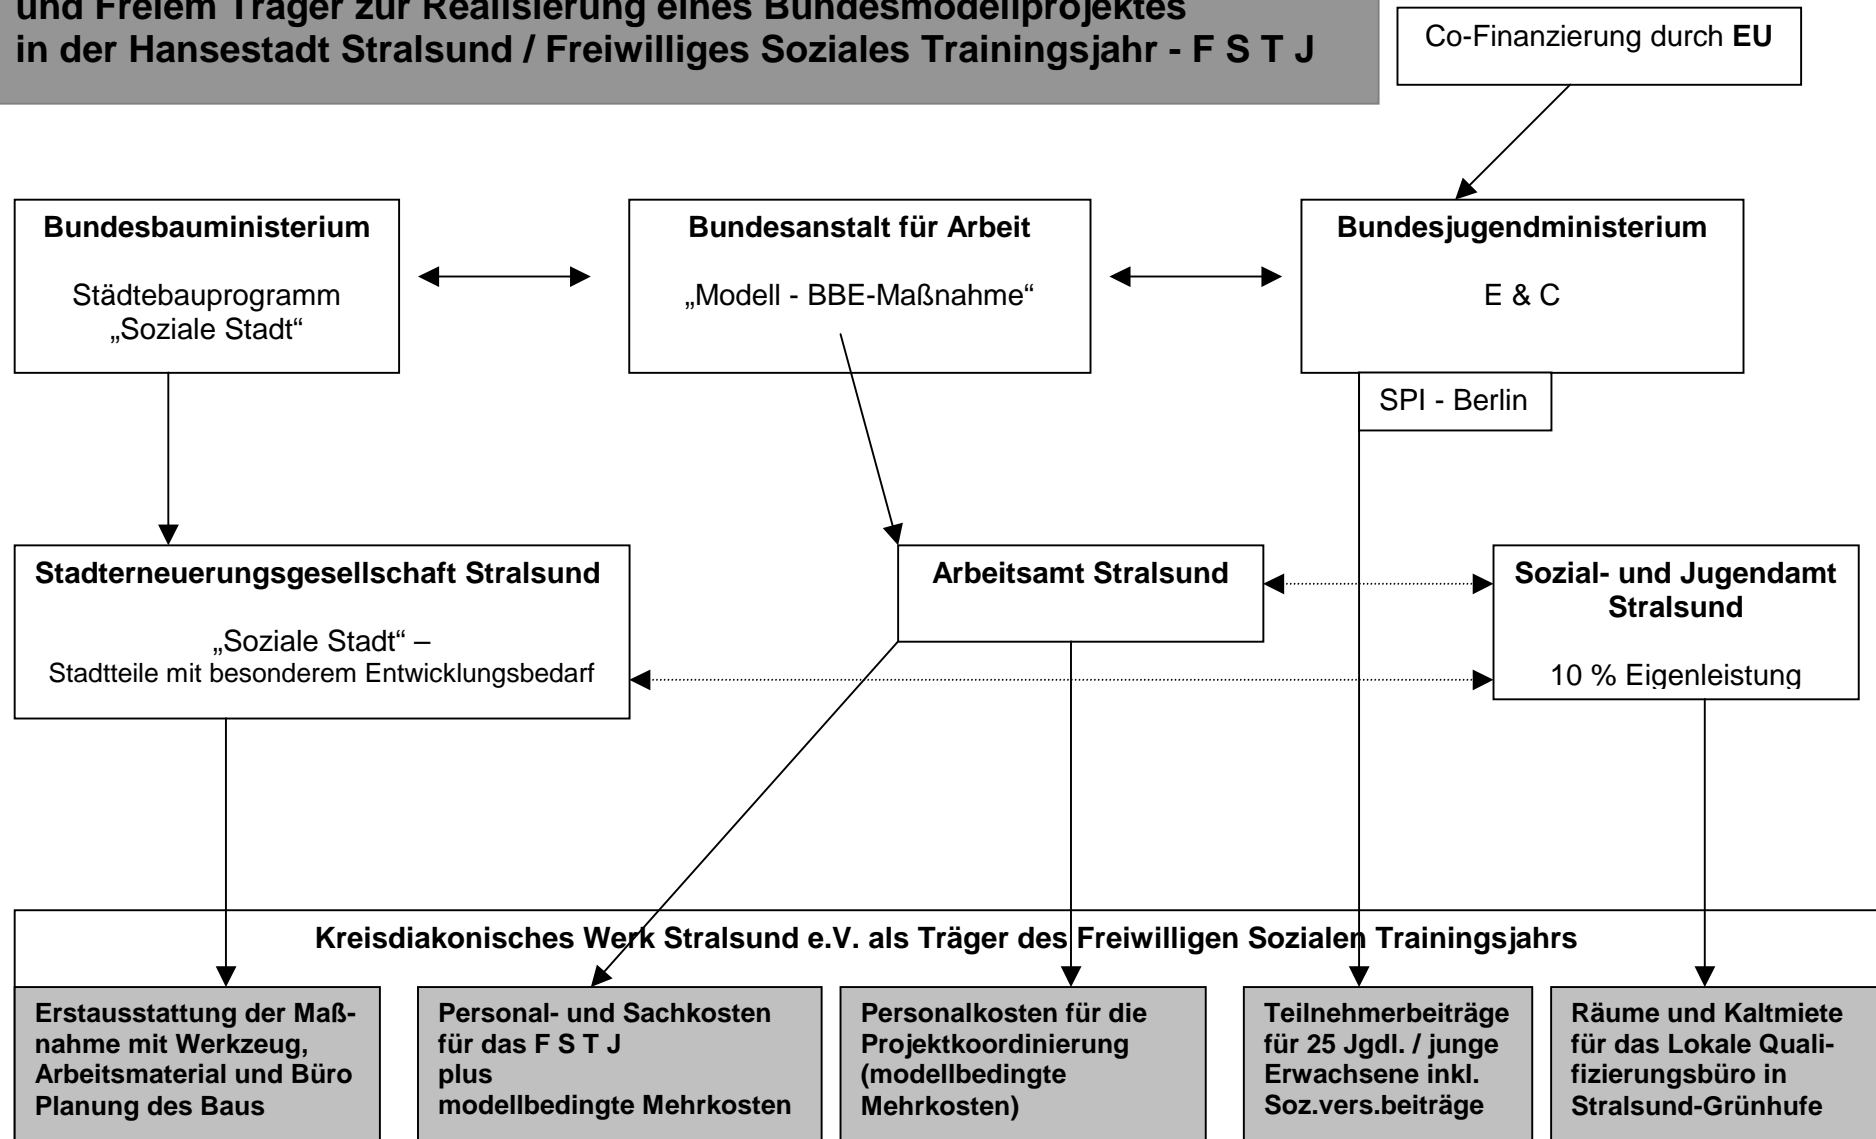 und Freiem Träger zur Realisierung eines Bundesmodellprojektes
in der Hansestadt Stralsund / Freiwilliges Soziales Trainingsjahr - F S T J
Co-Finanzierung durch EU
Bundesbauministerium
Städtebauprogramm
„Soziale Stadt“
Bundesanstalt für Arbeit
„Modell - BBE-Maßnahme“
Bundesjugendministerium
E & C
SPI - Berlin
Stadterneuerungsgesellschaft Stralsund
„Soziale Stadt“ –
Stadtteile mit besonderem Entwicklungsbedarf
Arbeitsamt Stralsund
Sozial- und Jugendamt
Stralsund
10 % Eigenleistung
Kreisdiakonisches Werk Stralsund e.V. als Träger des Freiwilligen Sozialen Trainingsjahrs
Erstausstattung der Maß-
nahme mit Werkzeug,
Arbeitsmaterial und Büro
Planung des Baus
Personal- und Sachkosten
für das F S T J
plus
modellbedingte Mehrkosten
Personalkosten für die
Projektkoordinierung
(modellbedingte
Mehrkosten)
Teilnehmerbeiträge
für 25 Jgdl. / junge
Erwachsene inkl.
Soz.vers.beiträge
Räume und Kaltmiete
für das Lokale Quali-
fizierungsbüro in
Stralsund-Grünhufe